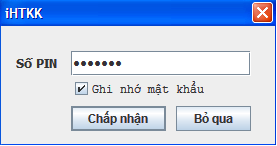 iHTKK
Số PIN •••••••
Ghi nhớ mật khẩu
Chấp nhận Bỏ qua